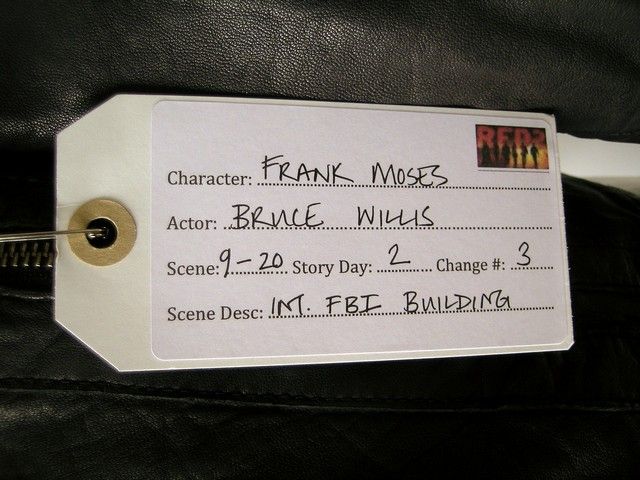 RED2
Character: FRANK MOSES
Actor: BRUCE WILLIS
Scene: 9-20 Story Day: 2 Change #: 3
Scene Desc: INT. FBI BUILDING